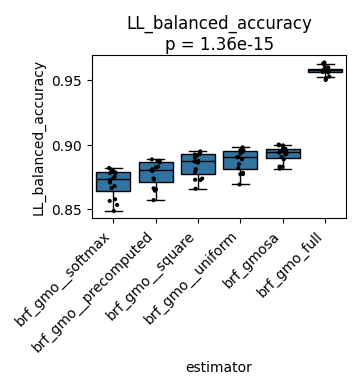 LL_balanced_accuracy
p = 1.36e-15
LL_balanced_accuracy
0.95
0.90
0.85
brf_gmo__softmax
brf_gmo__precomputed
brf_gmo__square
brf_gmo__uniform
brf_gmosa
brf_gmo_full
estimator